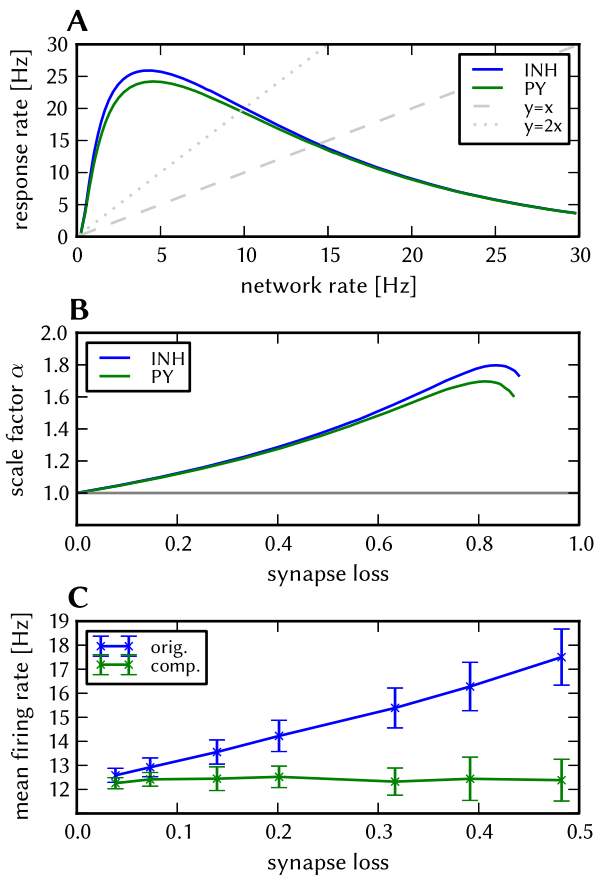 A
30
25
20
15
10
5
0
response rate [Hz]
INH
PY
y=x
y=2x
0 5 10 15 20 25 30
network rate [Hz]
B
2.0
1.8
1.6
1.4
1.2
1.0
scale factor α
INH
PY
0.0 0.2 0.4 0.6 0.8 1.0
synapse loss
C
19
18
17
16
15
14
13
12
mean firing rate [Hz]
orig.
comp.
0.0 0.1 0.2 0.3 0.4 0.5
synapse loss